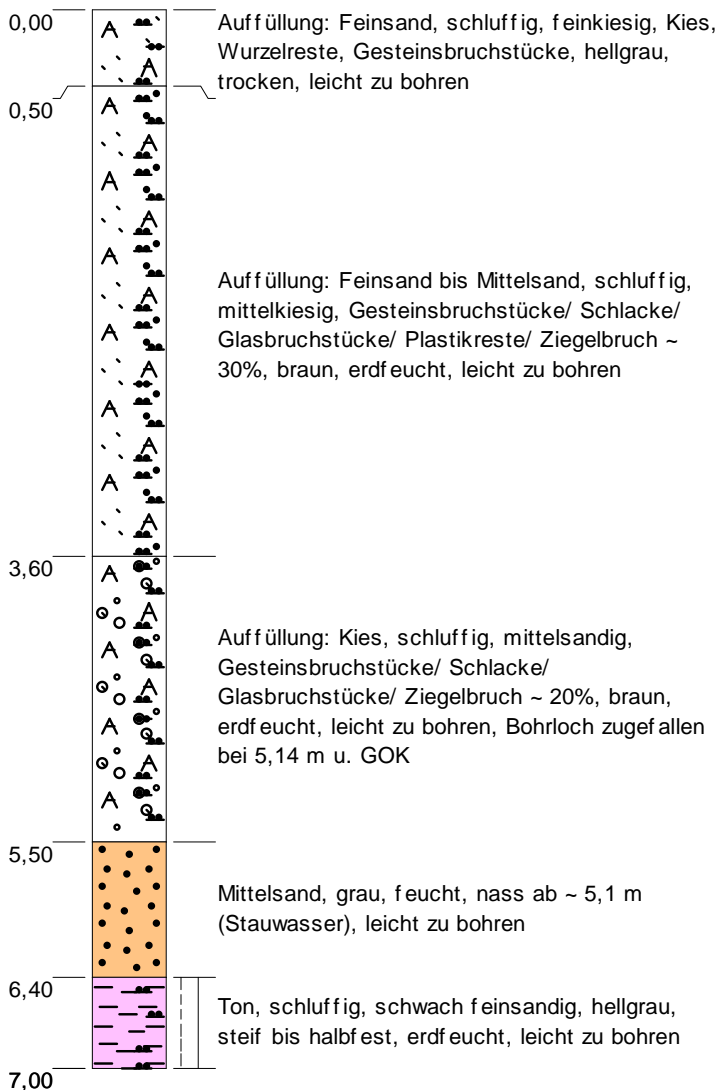 0,00
Auffüllung: Feinsand, schluffig, feinkiesig, Kies,
Wurzelreste, Gesteinsbruchstücke, hellgrau,
trocken, leicht zu bohren
0,50
Auffüllung: Feinsand bis Mittelsand, schluffig,
mittelkiesig, Gesteinsbruchstücke/ Schlacke/
Glasbruchstücke/ Plastikreste/ Ziegelbruch ~
30%, braun, erdfeucht, leicht zu bohren
3,60
Auffüllung: Kies, schluffig, mittelsandig,
Gesteinsbruchstücke/ Schlacke/
Glasbruchstücke/ Ziegelbruch ~ 20%, braun,
erdfeucht, leicht zu bohren, Bohrloch zugefallen
bei 5,14 m u. GOK
5,50
Mittelsand, grau, feucht, nass ab ~ 5,1 m
(Stauwasser), leicht zu bohren
6,40
Ton, schluffig, schwach feinsandig, hellgrau,
steif bis halbfest, erdfeucht, leicht zu bohren
7,00